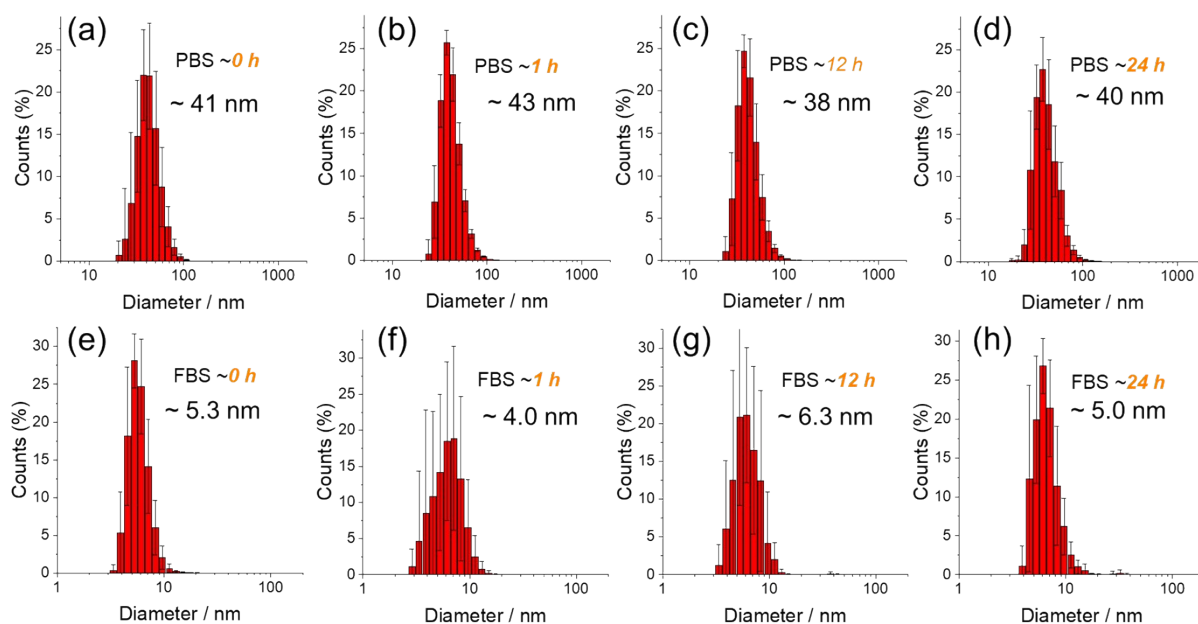 (a)
PBS ~0 h
~ 41 nm
Counts (%)
25
20
15
10
5
0
10 100 1000
Diameter / nm
(b)
PBS ~1 h
~ 43 nm
Counts (%)
25
20
15
10
5
0
10 100 1000
Diameter / nm
(c)
PBS ~12 h
~ 38 nm
Counts (%)
25
20
15
10
5
0
10 100 1000
Diameter / nm
(d)
PBS ~24 h
~ 40 nm
Counts (%)
25
20
15
10
5
0
10 100 1000
Diameter / nm
(e)
FBS ~0 h
~ 5.3 nm
Counts (%)
30
25
20
15
10
5
0
1 10 100
Diameter / nm
(f)
FBS ~1 h
~ 4.0 nm
Counts (%)
30
25
20
15
10
5
0
1 10 100
Diameter / nm
(g)
FBS ~12 h
~ 6.3 nm
Counts (%)
30
25
20
15
10
5
0
1 10 100
Diameter / nm
(h)
FBS ~24 h
~ 5.0 nm
Counts (%)
30
25
20
15
10
5
0
1 10 100
Diameter / nm